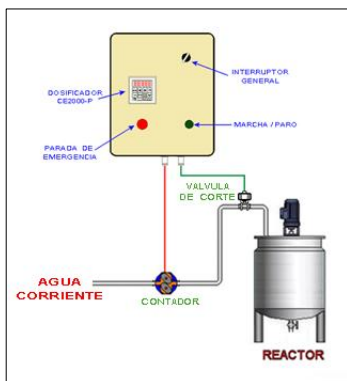 INTERRUPTOR
GENERAL
DOSIFICADOR
CE2000-P
PARADA DE
EMERGENCIA
MARCHA / PARO
VALVULA
DE CORTE
AGUA
CORRIENTE
CONTADOR
REACTOR